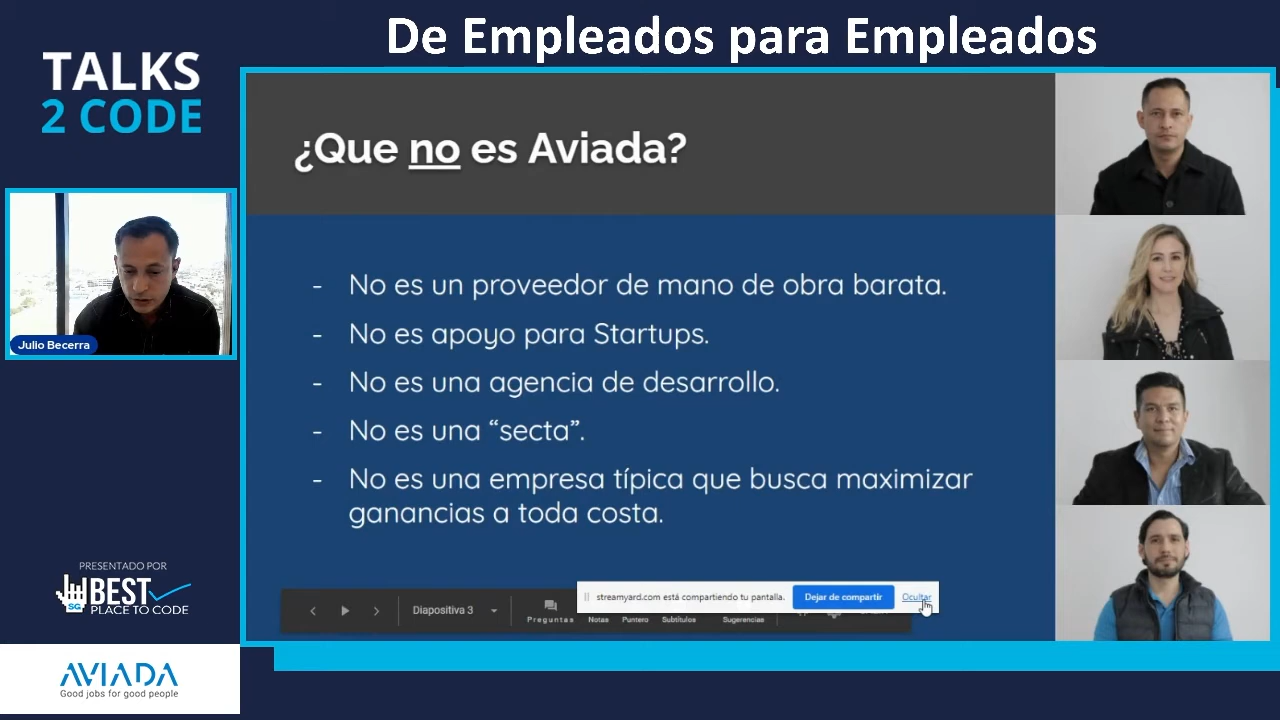 De Empleados para Empleados
TALKS
2 CODE
¿Que no es Aviada?
- No es un proveedor de mano de obra barata.
- No es apoyo para Startups.
- No es una agencia de desarrollo.
- No es una “secta”.
- No es una empresa típica que busca maximizar
ganancias a toda costa.
Julio Becerra
streamyard.com está compartiendo tu pantalla.
Dejar de compartir
Ocultar
Diapositiva 3
Preguntas
Notas
Puntero
Subtítulos
Sugerencias
PRESENTADO POR
SG
BEST
PLACE TO CODE
AVIADA
Good jobs for good people